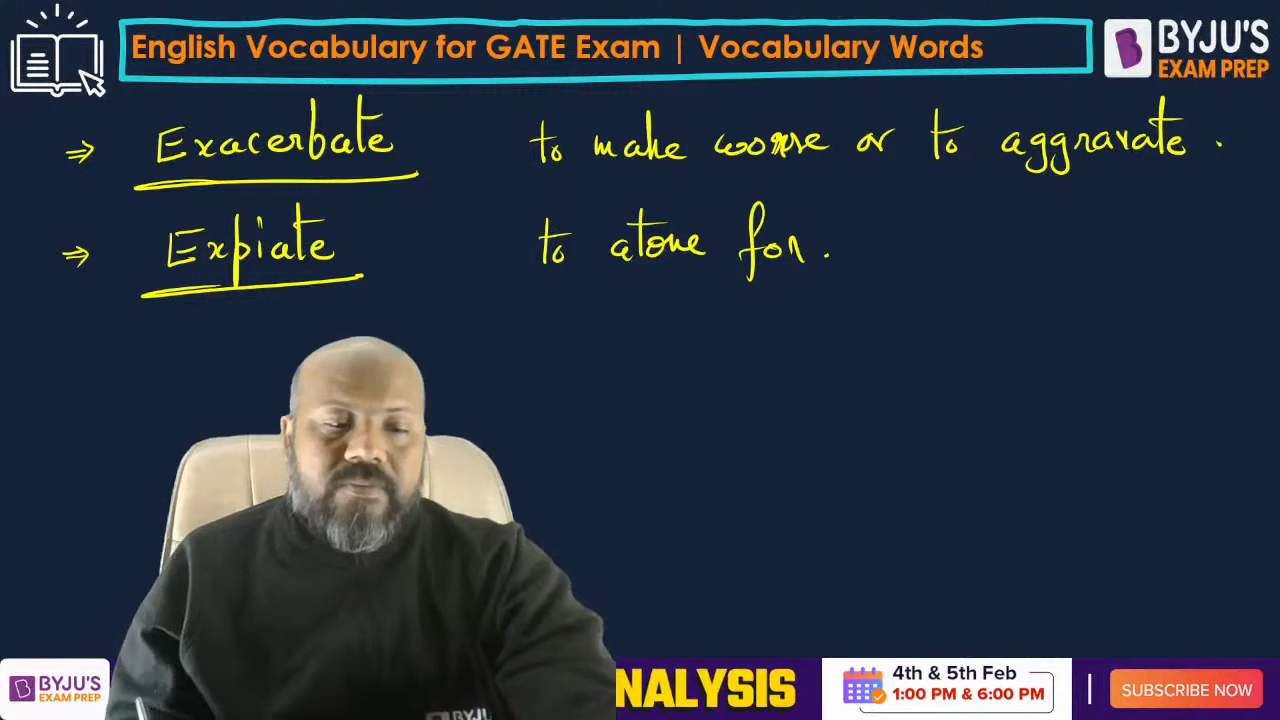 English Vocabulary for GATE Exam | Vocabulary Words
BYJU'S
EXAM PREP
⇒ Exacerbate to make worse or to aggravate.
⇒ Expiate to atone for.
BYJU'S
EXAM PREP
BYJU'S
NALYSIS
4th & 5th Feb
1:00 PM & 6:00 PM
SUBSCRIBE NOW